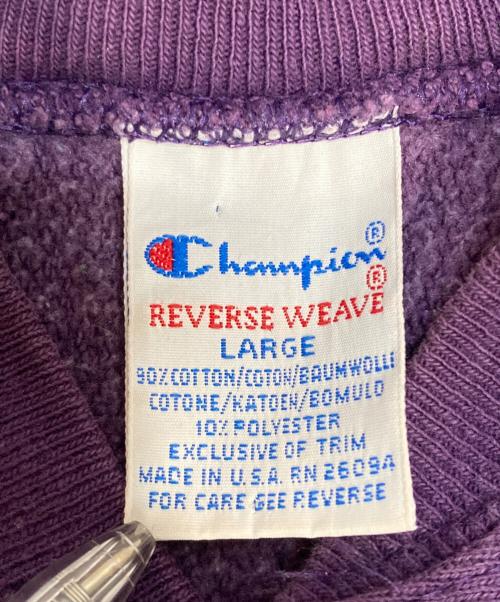 Champion ®
REVERSE WEAVE ®
LARGE
90% COTTON/COTON/BAUMWOLLE
COTONE/KATOEN/BOMULD
10% POLYESTER
EXCLUSIVE OF TRIM
MADE IN U.S.A. RN 26094
FOR CARE SEE REVERSE